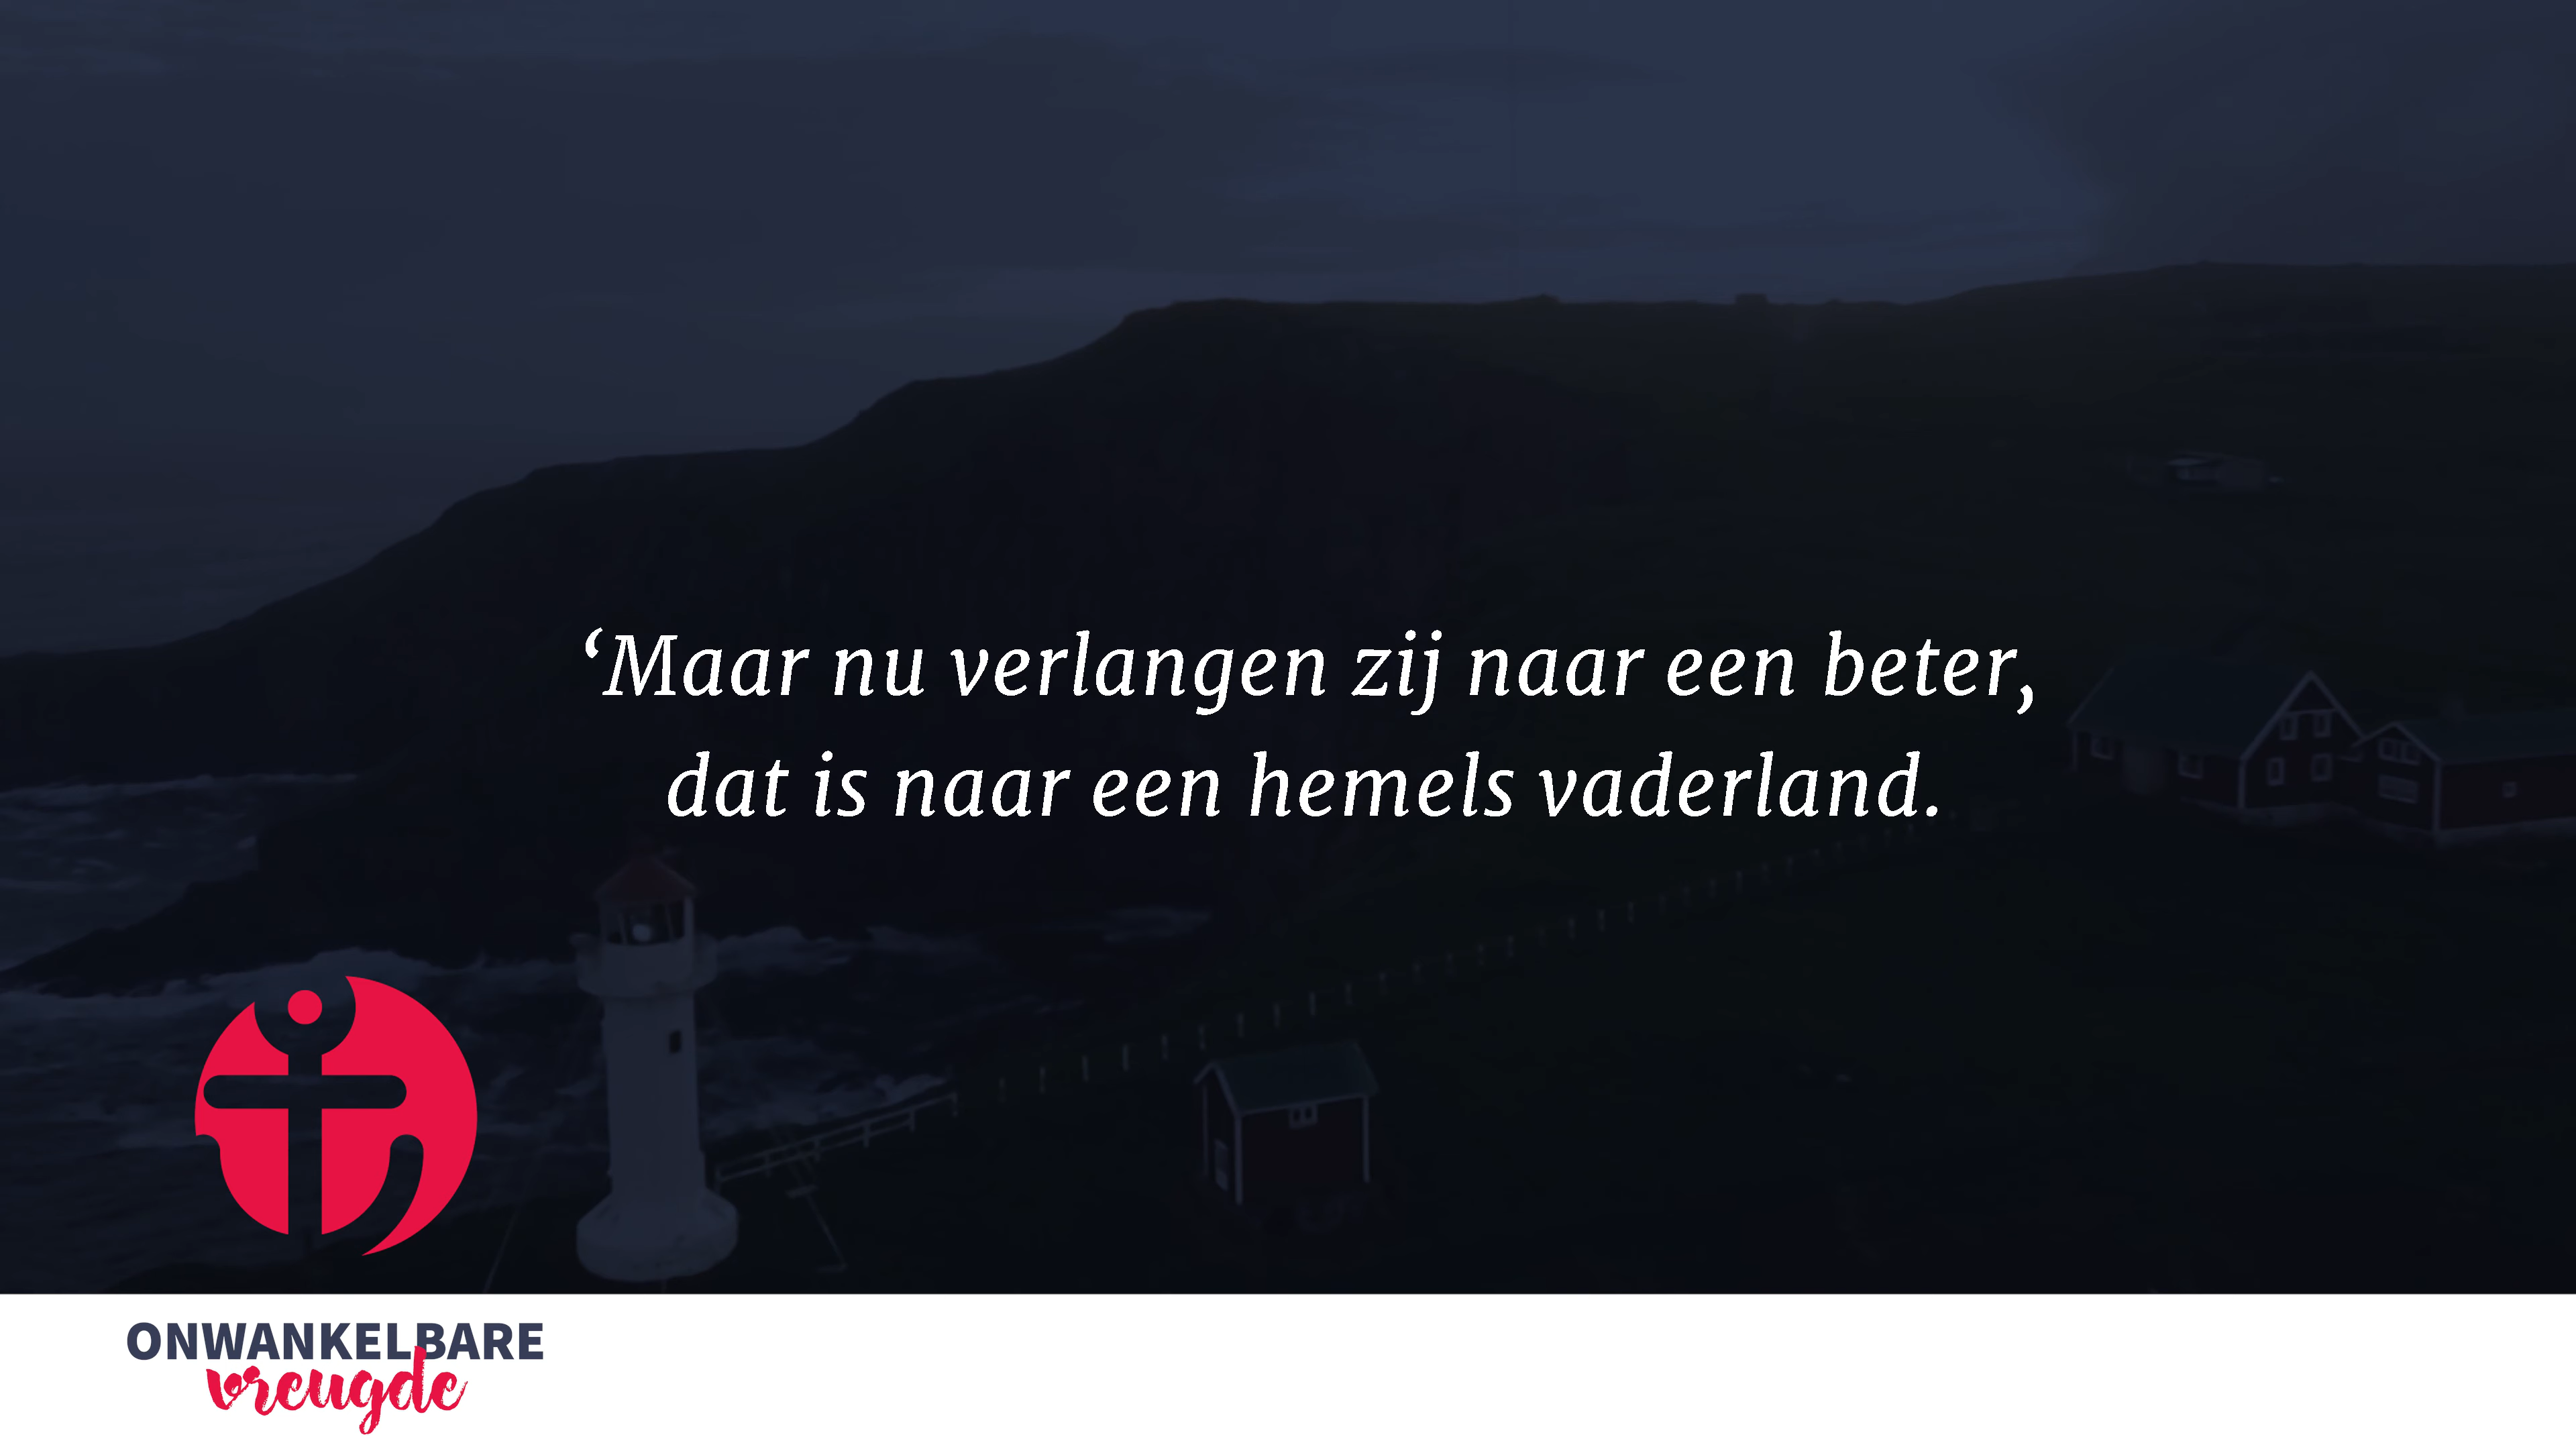 ‘Maar nu verlangen zij naar een beter,
dat is naar een hemels vaderland.
ONWANKELBARE
vreugde